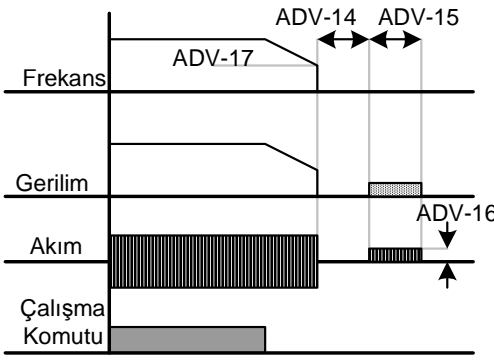 ADV-14 ADV-15
ADV-17
Frekans
Gerilim
ADV-16
Akım
Çalışma
Komutu